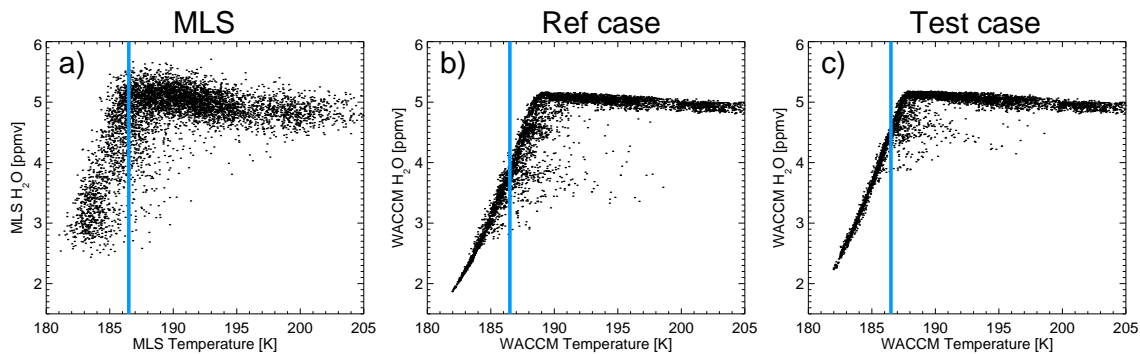 MLS
a)
6
5
4
3
2
MLS H₂O [ppmv]
180 185 190 195 200 205
MLS Temperature [K]
Ref case
b)
6
5
4
3
2
WACCM H₂O [ppmv]
180 185 190 195 200 205
WACCM Temperature [K]
Test case
c)
6
5
4
3
2
WACCM H₂O [ppmv]
180 185 190 195 200 205
WACCM Temperature [K]